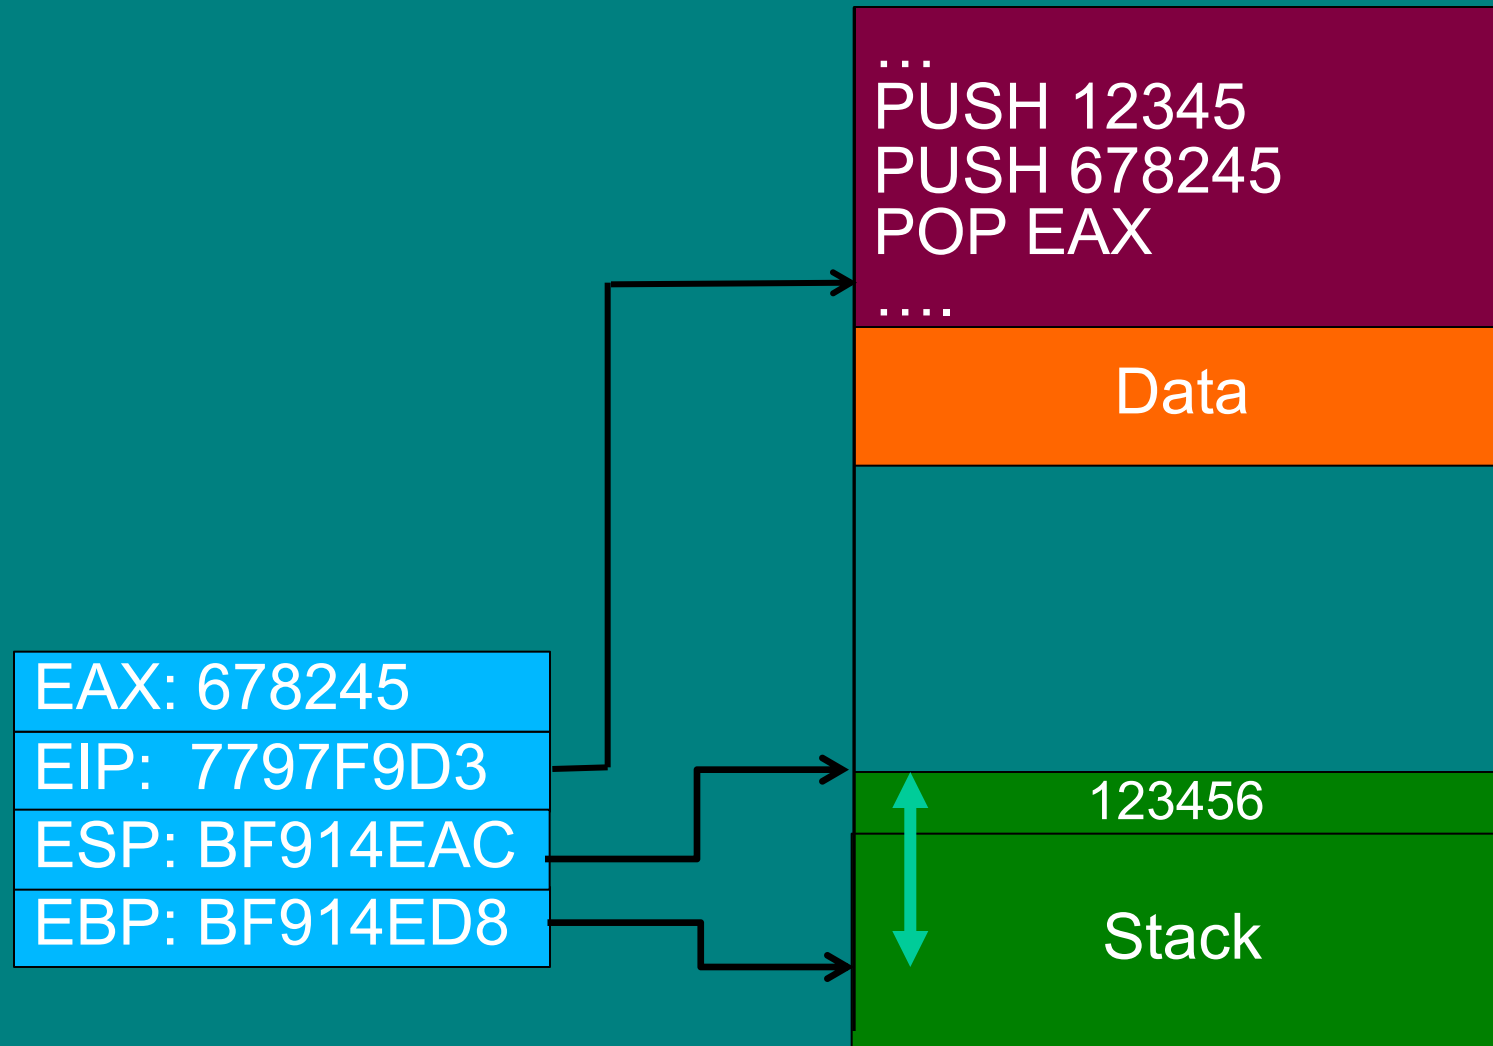 ...
PUSH 12345
PUSH 678245
POP EAX
....
Data
EAX: 678245
EIP: 7797F9D3
ESP: BF914EAC
EBP: BF914ED8
123456
Stack